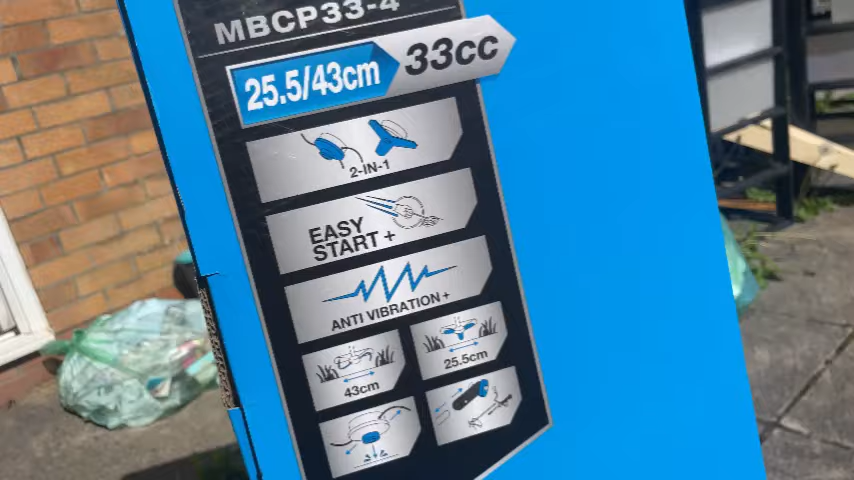 MBCP33-4
25.5/43cm
33cc
2-IN-1
EASY
START +
ANTI VIBRATION+
43cm
25.5cm